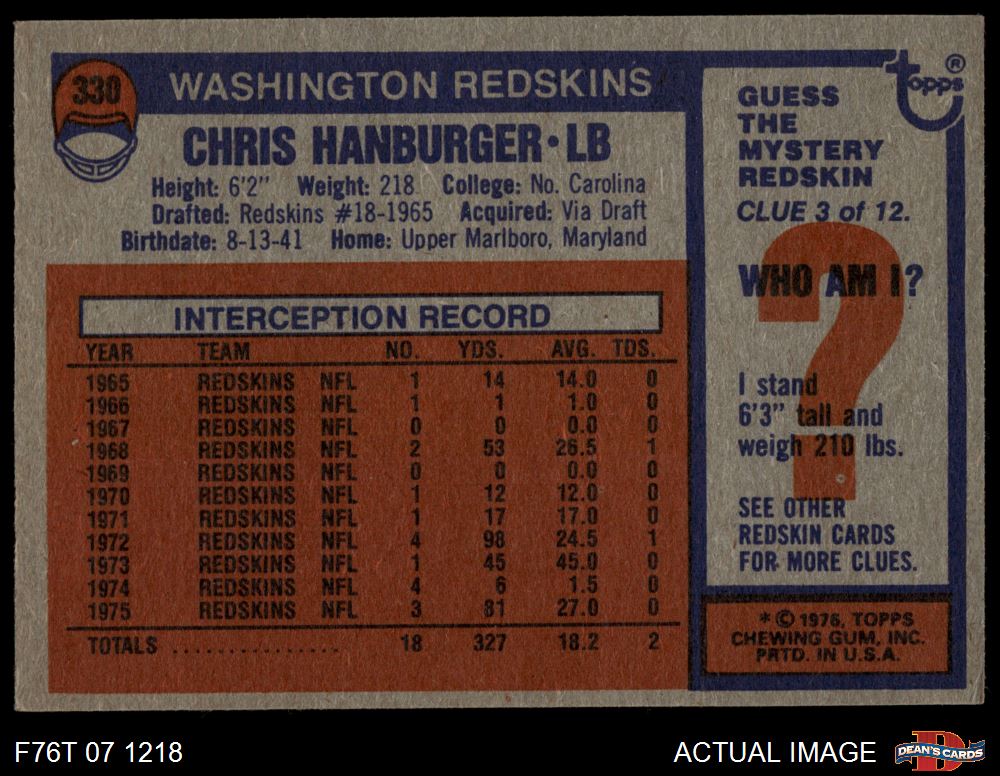 330
WASHINGTON REDSKINS
CHRIS HANBURGER • LB
Height: 6'2" Weight: 218 College: No. Carolina
Drafted: Redskins #18-1965 Acquired: Via Draft
Birthdate: 8-13-41 Home: Upper Marlboro, Maryland
INTERCEPTION RECORD
YEAR TEAM NO. YDS. AVG. TDS.
1965 REDSKINS NFL 1 14 14.0 0
1966 REDSKINS NFL 1 1 1.0 0
1967 REDSKINS NFL 0 0 0.0 0
1968 REDSKINS NFL 2 53 26.5 1
1969 REDSKINS NFL 0 0 0.0 0
1970 REDSKINS NFL 1 12 12.0 0
1971 REDSKINS NFL 1 17 17.0 0
1972 REDSKINS NFL 4 98 24.5 1
1973 REDSKINS NFL 1 45 45.0 0
1974 REDSKINS NFL 4 6 1.5 0
1975 REDSKINS NFL 3 81 27.0 0
TOTALS ................ 18 327 18.2 2
topps ®
GUESS
THE
MYSTERY
REDSKIN
CLUE 3 of 12.
?
WHO AM I?
I stand
6'3" tall and
weigh 210 lbs.
SEE OTHER
REDSKIN CARDS
FOR MORE CLUES.
* © 1976, TOPPS
CHEWING GUM, INC.
PRTD. IN U.S.A.
F76T 07 1218
ACTUAL IMAGE
D
DEAN'S CARDS